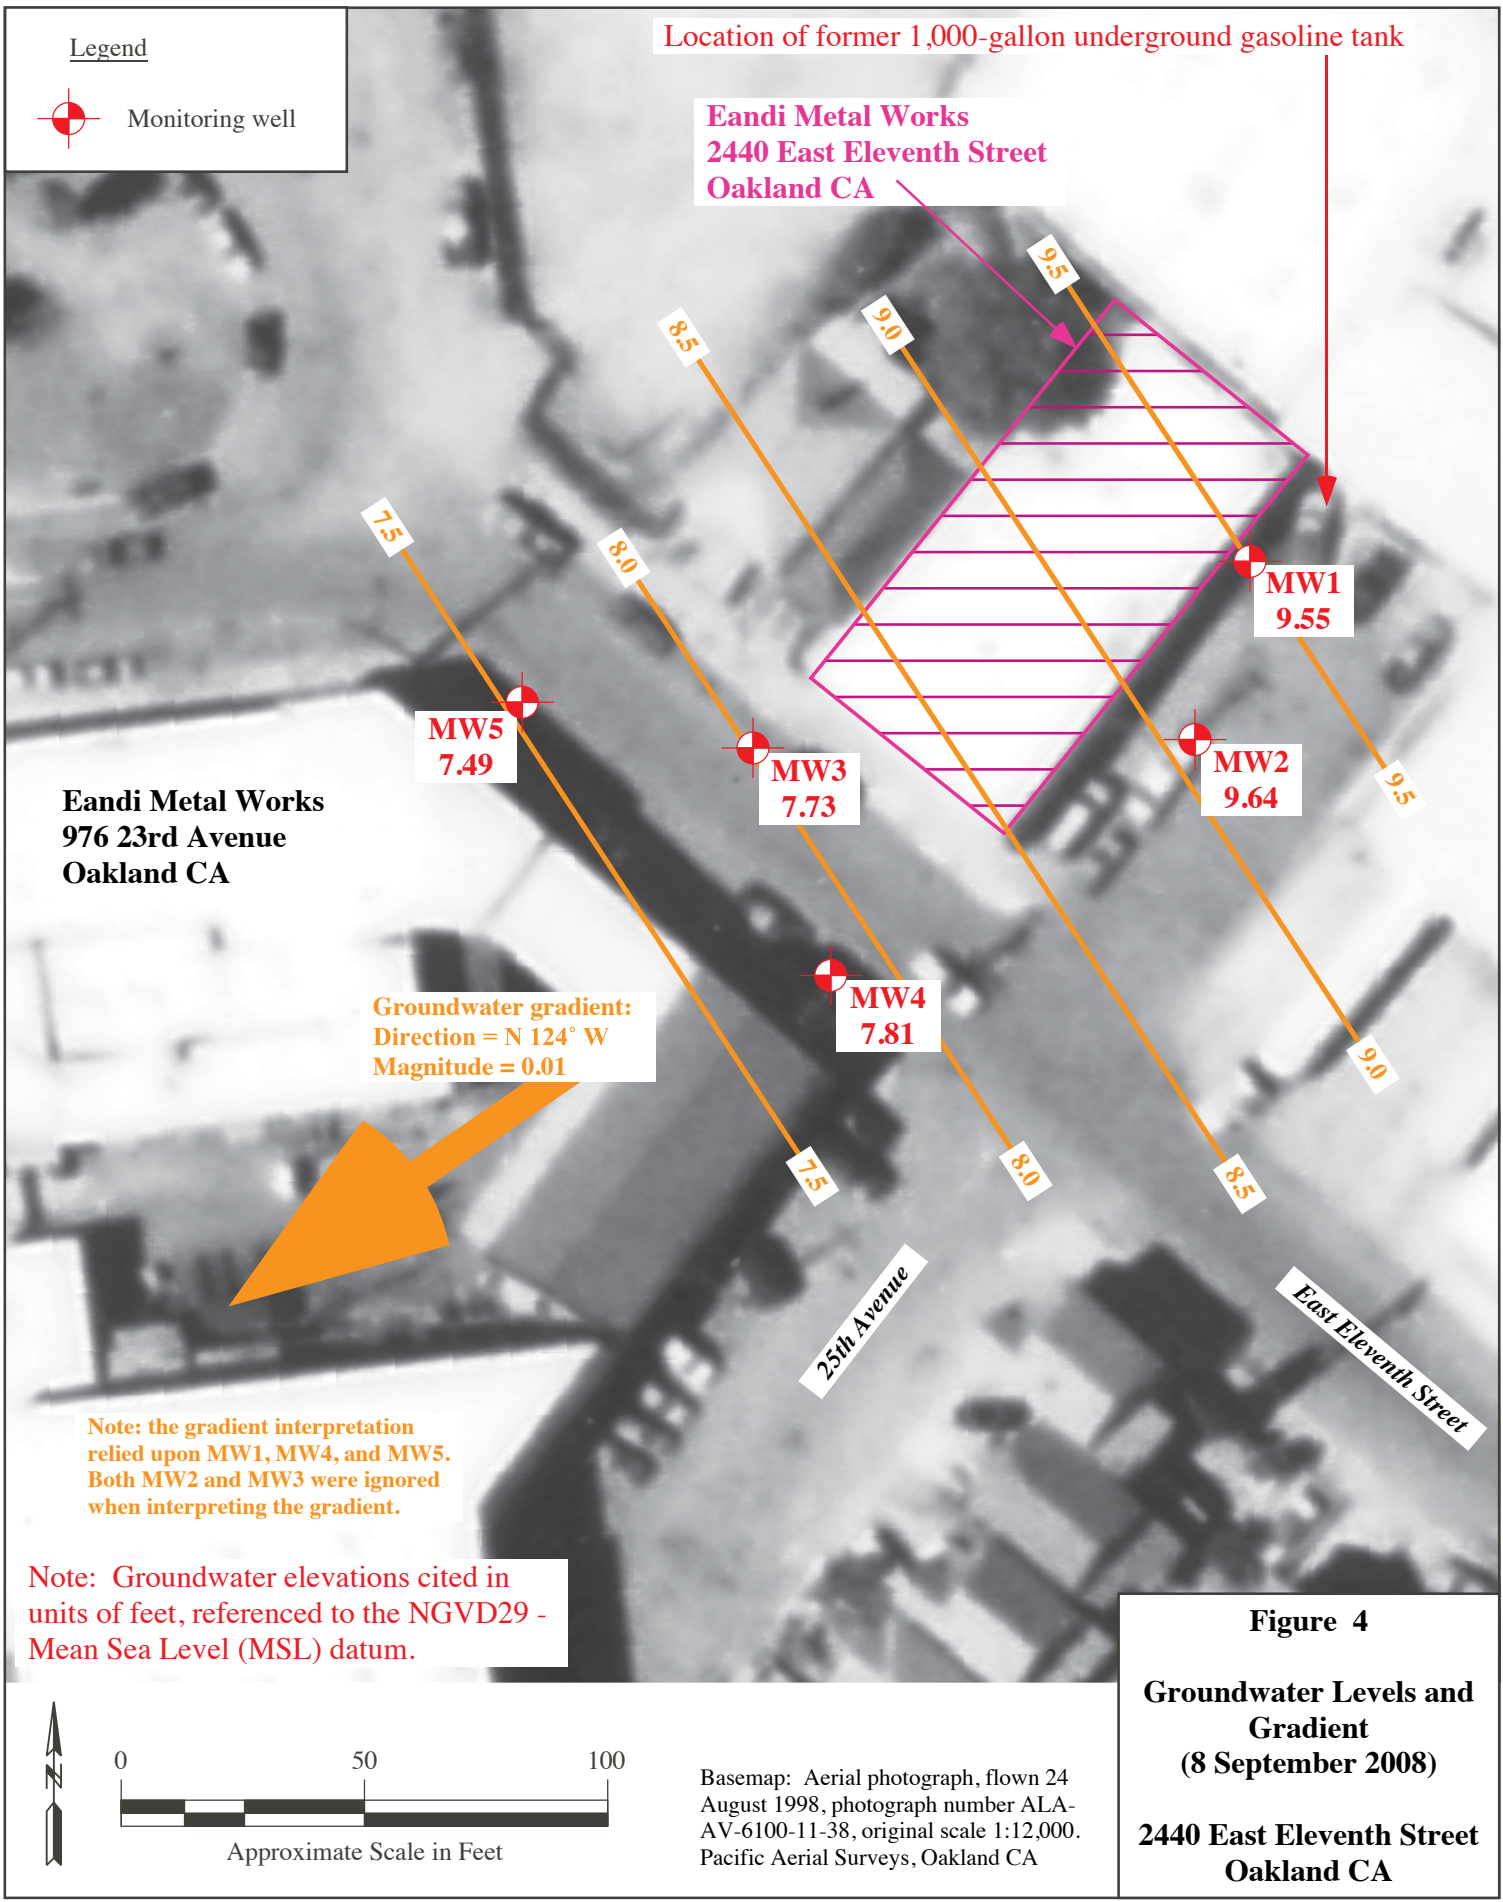 Legend
Monitoring well
Location of former 1,000-gallon underground gasoline tank
Eandi Metal Works
2440 East Eleventh Street
Oakland CA
9.5
9.0
8.5
7.5
8.0
MW1
9.55
MW5
7.49
MW3
7.73
MW2
9.64
9.5
Eandi Metal Works
976 23rd Avenue
Oakland CA
MW4
7.81
Groundwater gradient:
Direction = N 124° W
Magnitude = 0.01
9.0
7.5
8.0
8.5
25th Avenue
East Eleventh Street
Note: the gradient interpretation
relied upon MW1, MW4, and MW5.
Both MW2 and MW3 were ignored
when interpreting the gradient.
Note: Groundwater elevations cited in
units of feet, referenced to the NGVD29 -
Mean Sea Level (MSL) datum.
N
0 50 100
Approximate Scale in Feet
Basemap: Aerial photograph, flown 24
August 1998, photograph number ALA-
AV-6100-11-38, original scale 1:12,000.
Pacific Aerial Surveys, Oakland CA
Figure 4
Groundwater Levels and
Gradient
(8 September 2008)
2440 East Eleventh Street
Oakland CA